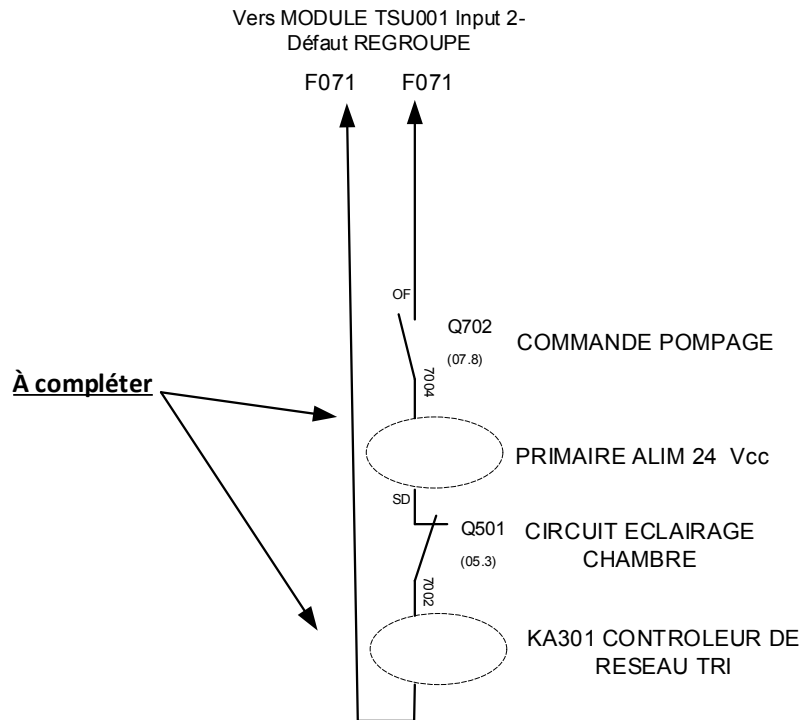 Vers MODULE TSU001 Input 2-
Défaut REGROUPE
F071 F071
OF
Q702
(07.8)
COMMANDE POMPAGE
7004
À compléter
PRIMAIRE ALIM 24 Vcc
SD
Q501
(05.3)
CIRCUIT ECLAIRAGE
CHAMBRE
7002
KA301 CONTROLEUR DE
RESEAU TRI